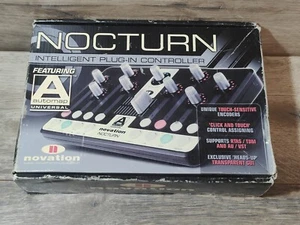 NOCTURN
INTELLIGENT PLUG-IN CONTROLLER
FEATURING
A
automap
UNIVERSAL
novation
A
novation
NOCTURN
UNIQUE TOUCH-SENSITIVE
ENCODERS
'CLICK AND TOUCH'
CONTROL ASSIGNING
SUPPORTS RTAS / TDM
AND AU / VST
EXCLUSIVE 'HEADS-UP'
TRANSPARENT GUI